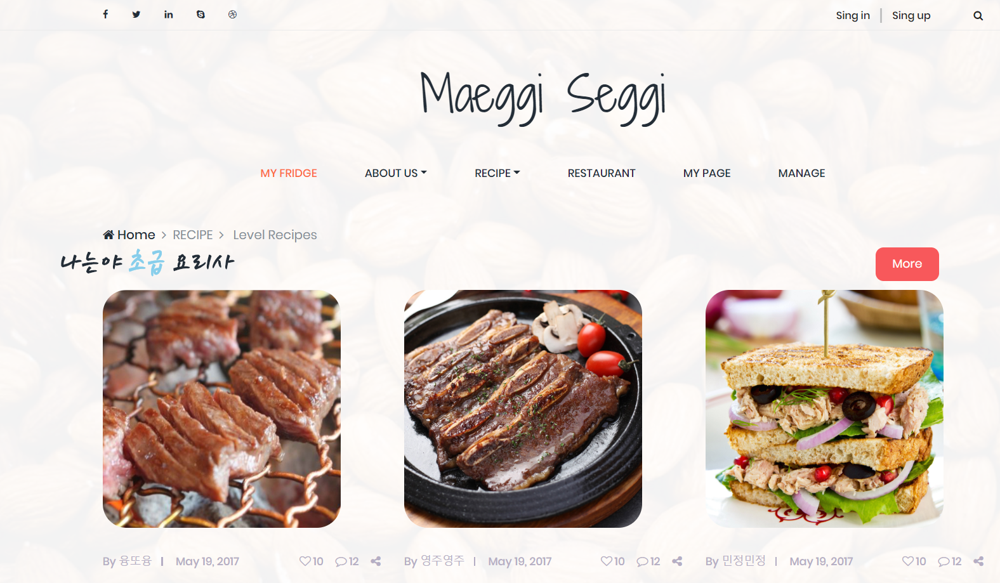 Sing in Sing up
Maeggi Seggi
MY FRIDGE ABOUT US RECIPE RESTAURANT MY PAGE MANAGE
Home > RECIPE > Level Recipes
나는야 초급 요리사
More
By 융또융 | May 19, 2017 10 12
By 영주영주 | May 19, 2017 10 12
By 민정민정 | May 19, 2017 10 12